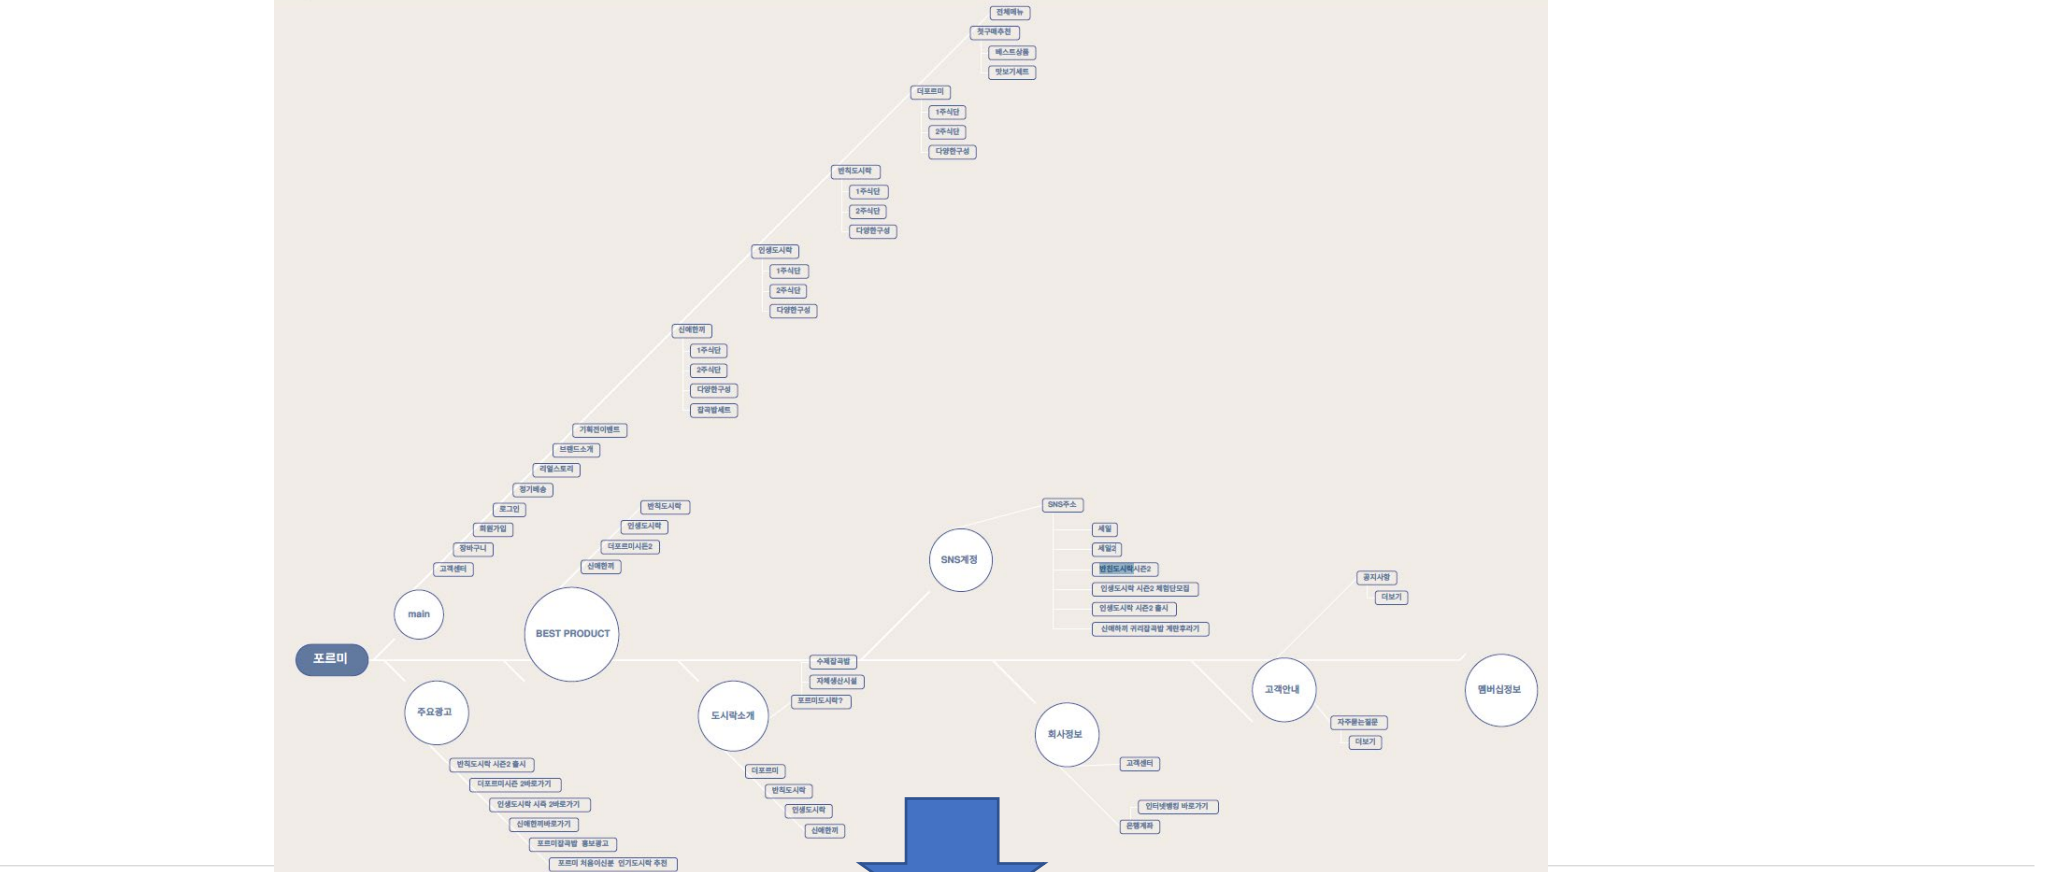 전체메뉴
첫구매추천
베스트상품
맛보기세트
더포르미
1주식단
2주식단
다양한구성
반칙도시락
1주식단
2주식단
다양한구성
인생도시락
1주식단
2주식단
다양한구성
신애한끼
1주식단
2주식단
다양한구성
잡곡밥세트
기획전이벤트
브랜드소개
리얼스토리
정기배송
로그인
회원가입
장바구니
고객센터
main
포르미
반칙도시락
인생도시락
더포르미시즌2
신애한끼
BEST PRODUCT
SNS주소
SNS계정
세일
세일2
반진도시락시즌2
인생도시락 시즌2 체험단모집
인생도시락 시즌2 출시
신애하끼 귀리잡곡밥 계란후라기
공지사항
더보기
고객안내
자주묻는질문
더보기
멤버십정보
주요광고
반칙도시락 시즌2 출시
더포르미시즌 2바로가기
인생도시락 시즉 2바로가기
신애한끼바로가기
포르미잡곡밥 홍보광고
포르미 처음이신분 인기도시락 추천
수제잡곡밥
자체생산시설
포르미도시락?
도시락소개
더포르미
반칙도시락
인생도시락
신애한끼
회사정보
고객센터
인터넷뱅킹 바로가기
은행계좌